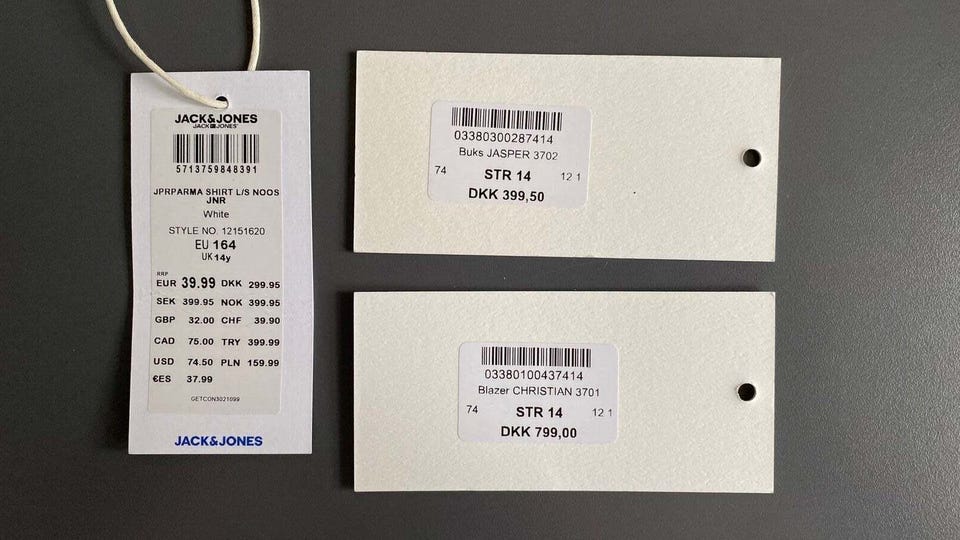 JACK&JONES
JACK & JONES
5713759848391
JPRPARMA SHIRT L/S NOOS
JNR
White
STYLE NO. 12151620
EU 164
UK 14y
RRP
EUR 39.99 DKK 299.95
SEK 399.95 NOK 399.95
GBP 32.00 CHF 39.90
CAD 75.00 TRY 399.99
USD 74.50 PLN 159.99
€ES 37.99
GETCON3021099
JACK&JONES
03380300287414
Buks JASPER 3702
74 STR 14 12 1
DKK 399,50
03380100437414
Blazer CHRISTIAN 3701
74 STR 14 12 1
DKK 799,00